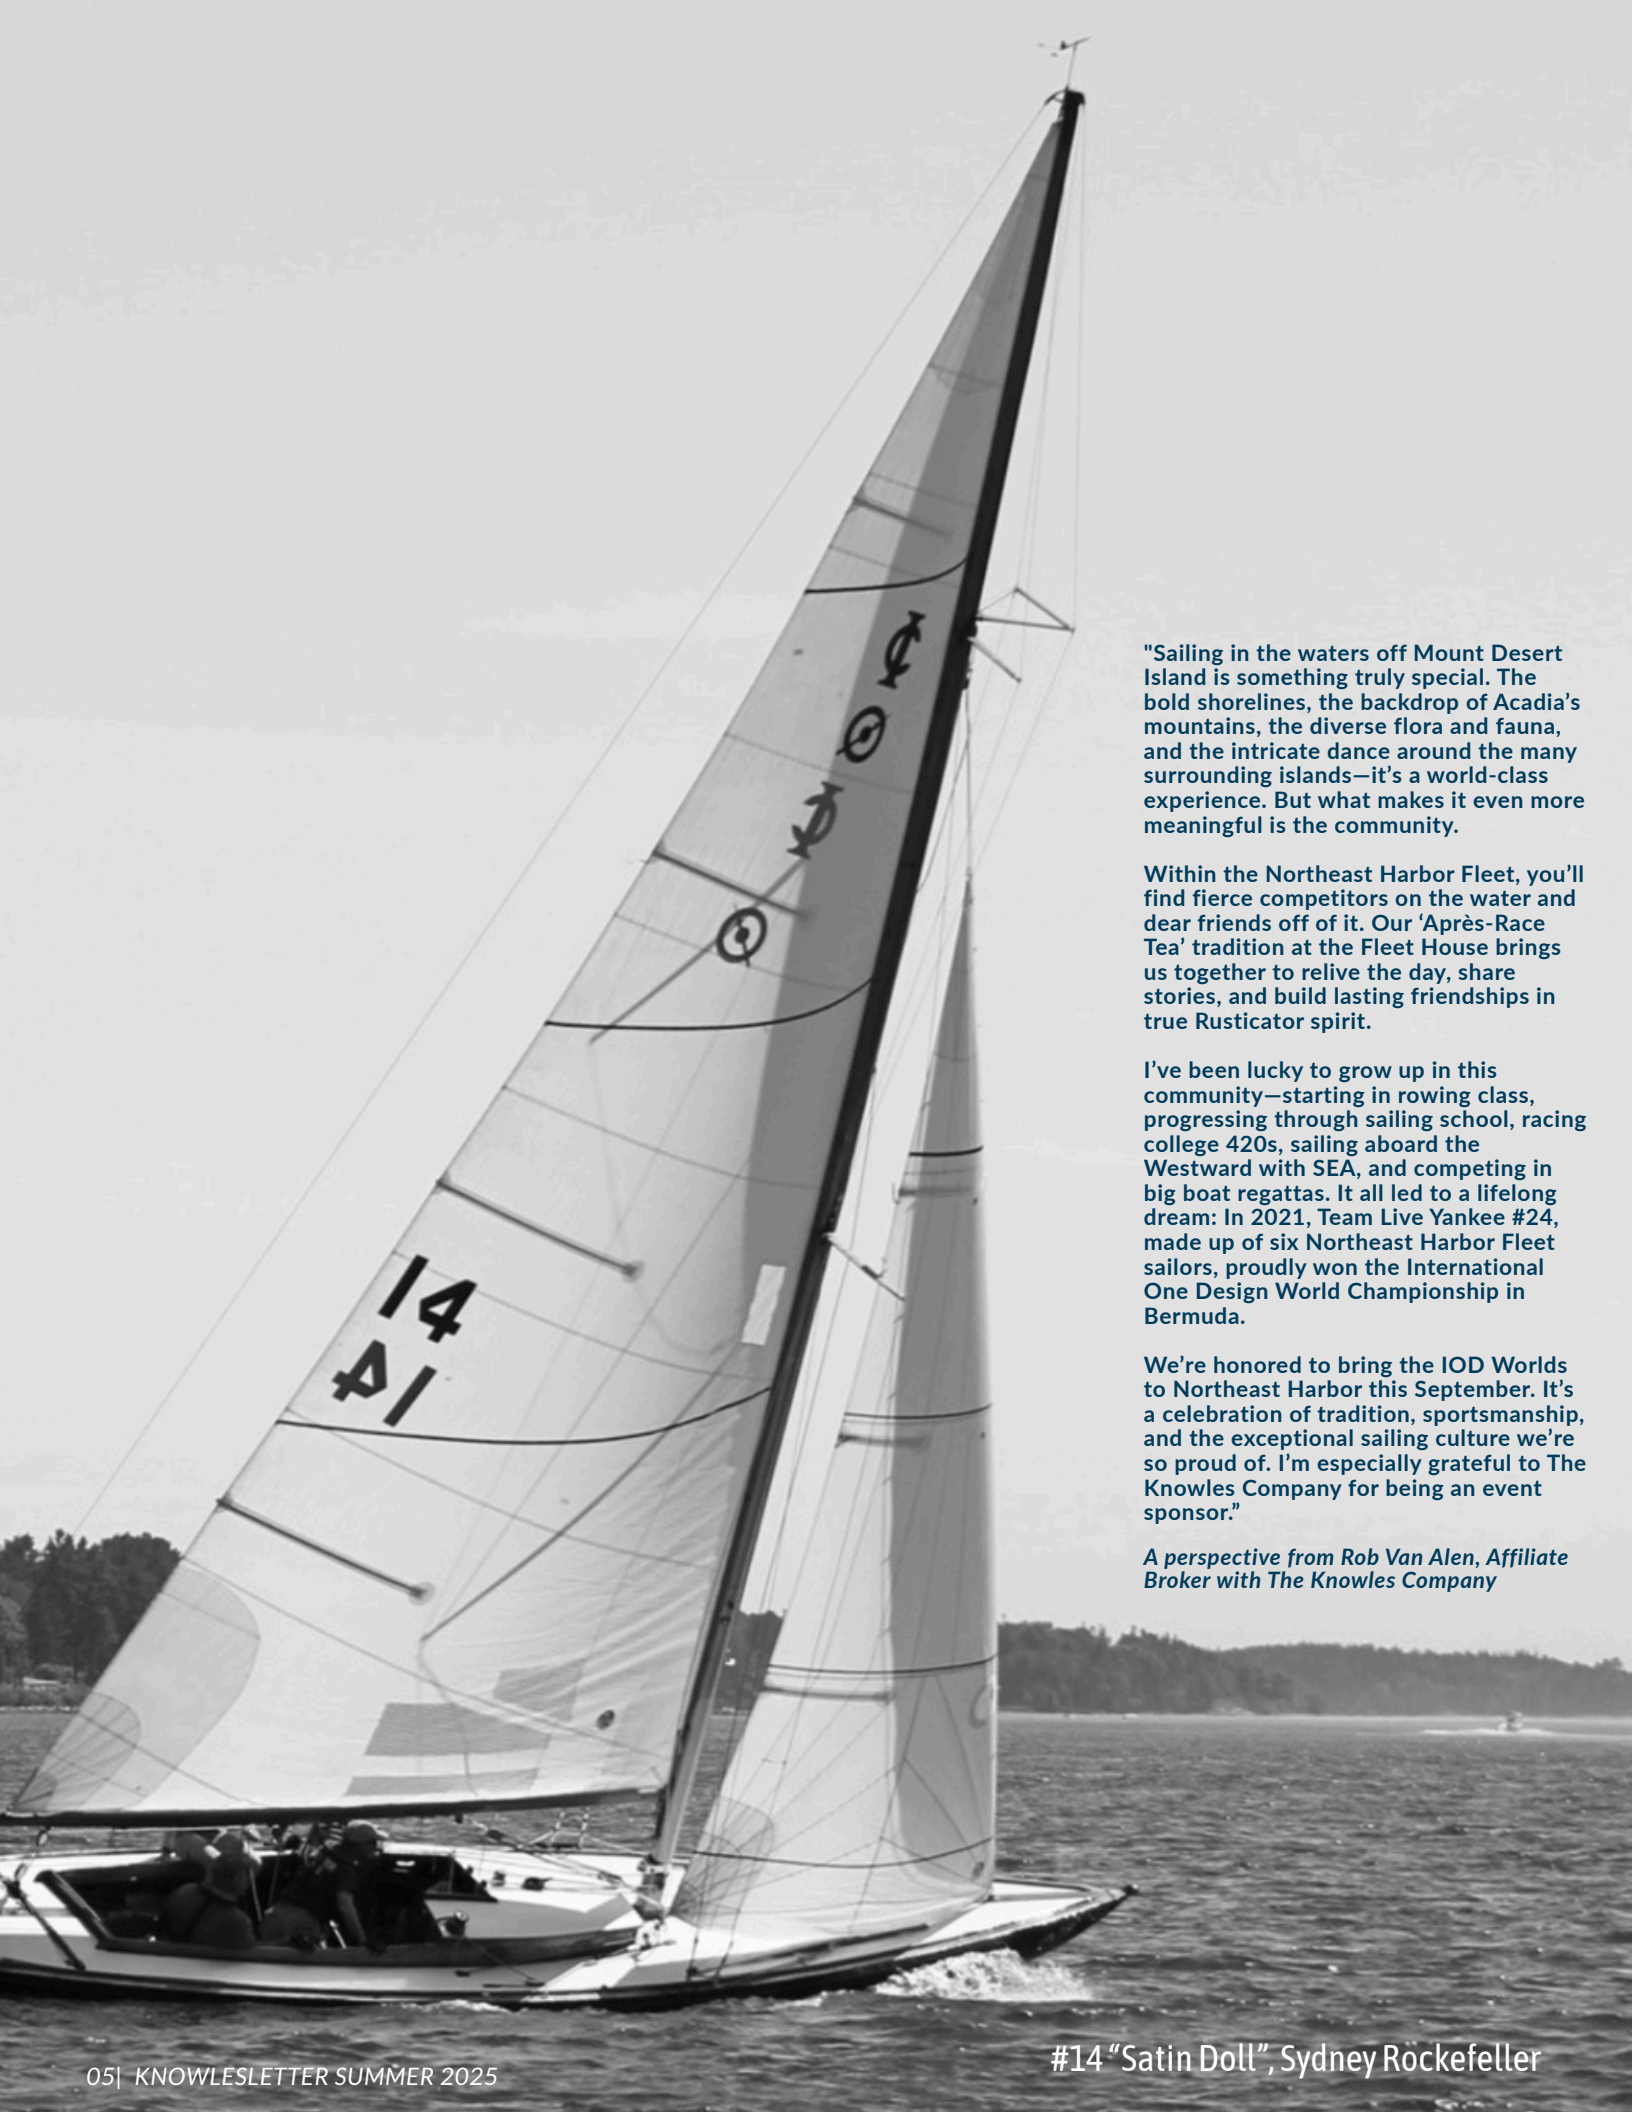 14
14
"Sailing in the waters off Mount Desert
Island is something truly special. The
bold shorelines, the backdrop of Acadia’s
mountains, the diverse flora and fauna,
and the intricate dance around the many
surrounding islands—it’s a world-class
experience. But what makes it even more
meaningful is the community.
Within the Northeast Harbor Fleet, you’ll
find fierce competitors on the water and
dear friends off of it. Our ‘Après-Race
Tea’ tradition at the Fleet House brings
us together to relive the day, share
stories, and build lasting friendships in
true Rusticator spirit.
I’ve been lucky to grow up in this
community—starting in rowing class,
progressing through sailing school, racing
college 420s, sailing aboard the
Westward with SEA, and competing in
big boat regattas. It all led to a lifelong
dream: In 2021, Team Live Yankee #24,
made up of six Northeast Harbor Fleet
sailors, proudly won the International
One Design World Championship in
Bermuda.
We’re honored to bring the IOD Worlds
to Northeast Harbor this September. It’s
a celebration of tradition, sportsmanship,
and the exceptional sailing culture we’re
so proud of. I’m especially grateful to The
Knowles Company for being an event
sponsor.”
A perspective from Rob Van Alen, Affiliate
Broker with The Knowles Company
#14 “Satin Doll”, Sydney Rockefeller
05| KNOWLESLETTER SUMMER 2025